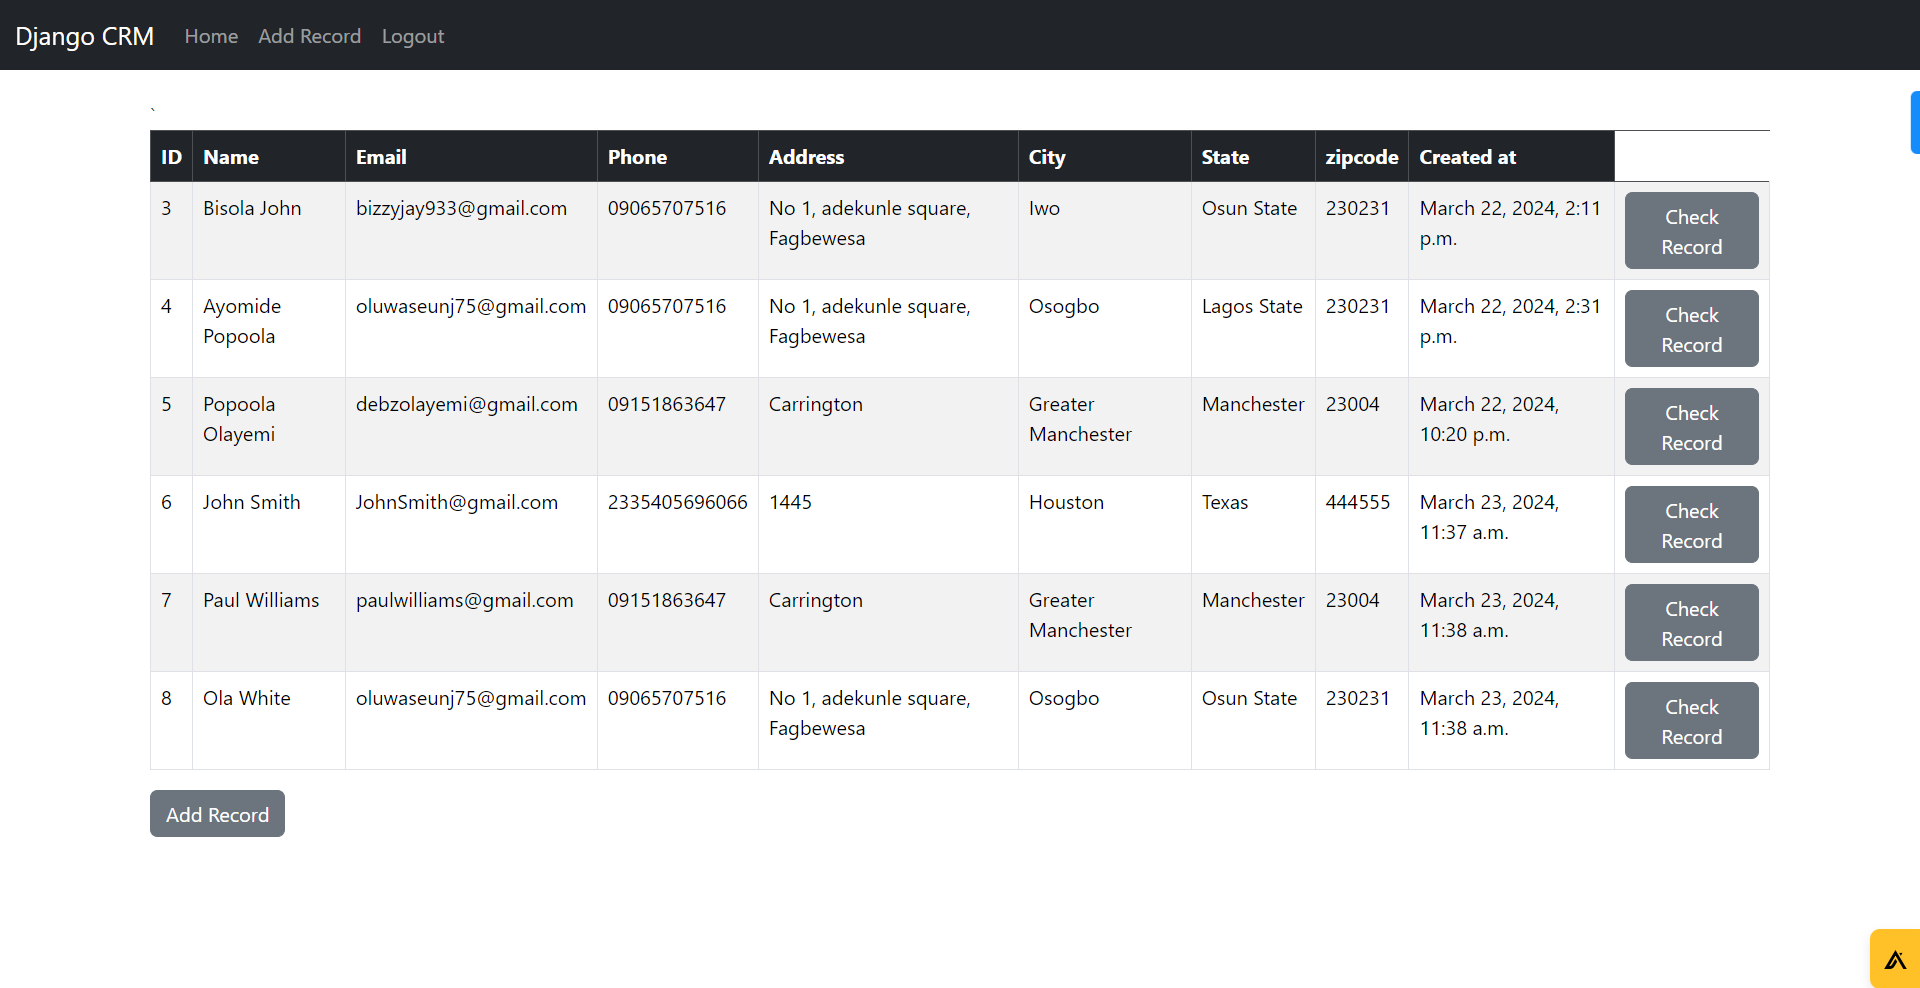 Django CRM Home Add Record Logout
`
ID Name Email Phone Address City State zipcode Created at
3 Bisola John bizzyjay933@gmail.com 09065707516 No 1, adekunle square, Iwo Osun State 230231 March 22, 2024, 2:11 Check
Fagbewesa p.m. Record
4 Ayomide oluwaseunj75@gmail.com 09065707516 No 1, adekunle square, Osogbo Lagos State 230231 March 22, 2024, 2:31 Check
Popoola Fagbewesa p.m. Record
5 Popoola debzolayemi@gmail.com 09151863647 Carrington Greater Manchester 23004 March 22, 2024, Check
Olayemi Manchester 10:20 p.m. Record
6 John Smith JohnSmith@gmail.com 2335405696066 1445 Houston Texas 444555 March 23, 2024, Check
11:37 a.m. Record
7 Paul Williams paulwilliams@gmail.com 09151863647 Carrington Greater Manchester 23004 March 23, 2024, Check
Manchester 11:38 a.m. Record
8 Ola White oluwaseunj75@gmail.com 09065707516 No 1, adekunle square, Osogbo Osun State 230231 March 23, 2024, Check
Fagbewesa 11:38 a.m. Record
Add Record